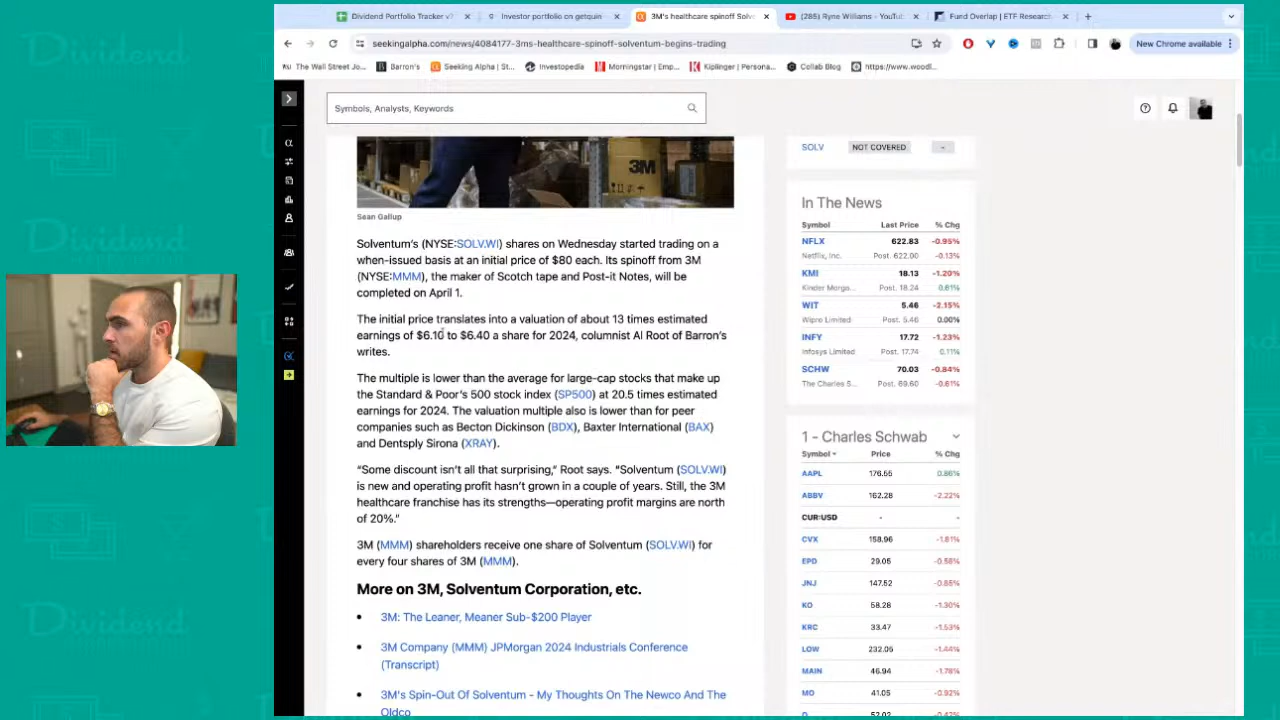 Dividend Portfolio Tracker v
Investor portfolio on getquin
3M's healthcare spinoff Solv
(285) Ryne Williams - YouTu
Fund Overlap | ETF Research
seekingalpha.com/news/4084177-3ms-healthcare-spinoff-solventum-begins-trading
New Chrome available
The Wall Street Jo...
Barron's
Seeking Alpha | St...
Investopedia
Morningstar | Emp...
Kiplinger | Persona...
Collab Blog
https://www.woodl...
Symbols, Analysts, Keywords
3M
Sean Gallup
Solventum's (NYSE:SOLV.WI) shares on Wednesday started trading on a
when-issued basis at an initial price of $80 each. Its spinoff from 3M
(NYSE:MMM), the maker of Scotch tape and Post-it Notes, will be
completed on April 1.
The initial price translates into a valuation of about 13 times estimated
earnings of $6.10 to $6.40 a share for 2024, columnist Al Root of Barron's
writes.
The multiple is lower than the average for large-cap stocks that make up
the Standard & Poor's 500 stock index (SP500) at 20.5 times estimated
earnings for 2024. The valuation multiple also is lower than for peer
companies such as Becton Dickinson (BDX), Baxter International (BAX)
and Dentsply Sirona (XRAY).
“Some discount isn't all that surprising,” Root says. “Solventum (SOLV.WI)
is new and operating profit hasn't grown in a couple of years. Still, the 3M
healthcare franchise has its strengths—operating profit margins are north
of 20%.”
3M (MMM) shareholders receive one share of Solventum (SOLV.WI) for
every four shares of 3M (MMM).
More on 3M, Solventum Corporation, etc.
3M: The Leaner, Meaner Sub-$200 Player
3M Company (MMM) JPMorgan 2024 Industrials Conference
(Transcript)
3M's Spin-Out Of Solventum - My Thoughts On The Newco And The
Oldco
SOLV NOT COVERED -
In The News
Symbol Last Price % Chg
NFLX 622.83 -0.95%
Netflix, Inc. Post. 622.00 -0.13%
KMI 18.13 -1.20%
Kinder Morga... Post. 18.24 0.61%
WIT 5.46 -2.15%
Wipro Limited Post. 5.46 0.00%
INFY 17.72 -1.23%
Infosys Limited Post. 17.74 0.11%
SCHW 70.03 -0.84%
The Charles S... Post. 69.60 -0.61%
1 - Charles Schwab
Symbol Price % Chg
AAPL 176.55 0.86%
ABBV 162.28 -2.22%
CUR:USD - -
CVX 158.96 -1.81%
EPD 29.05 -0.58%
JNJ 147.52 -0.85%
KO 58.28 -1.30%
KRC 33.47 -1.53%
LOW 232.05 -1.44%
MAIN 46.94 -1.78%
MO 41.05 -0.92%
O 52.02 -0.42%
Dividend
Dividend
Dividend